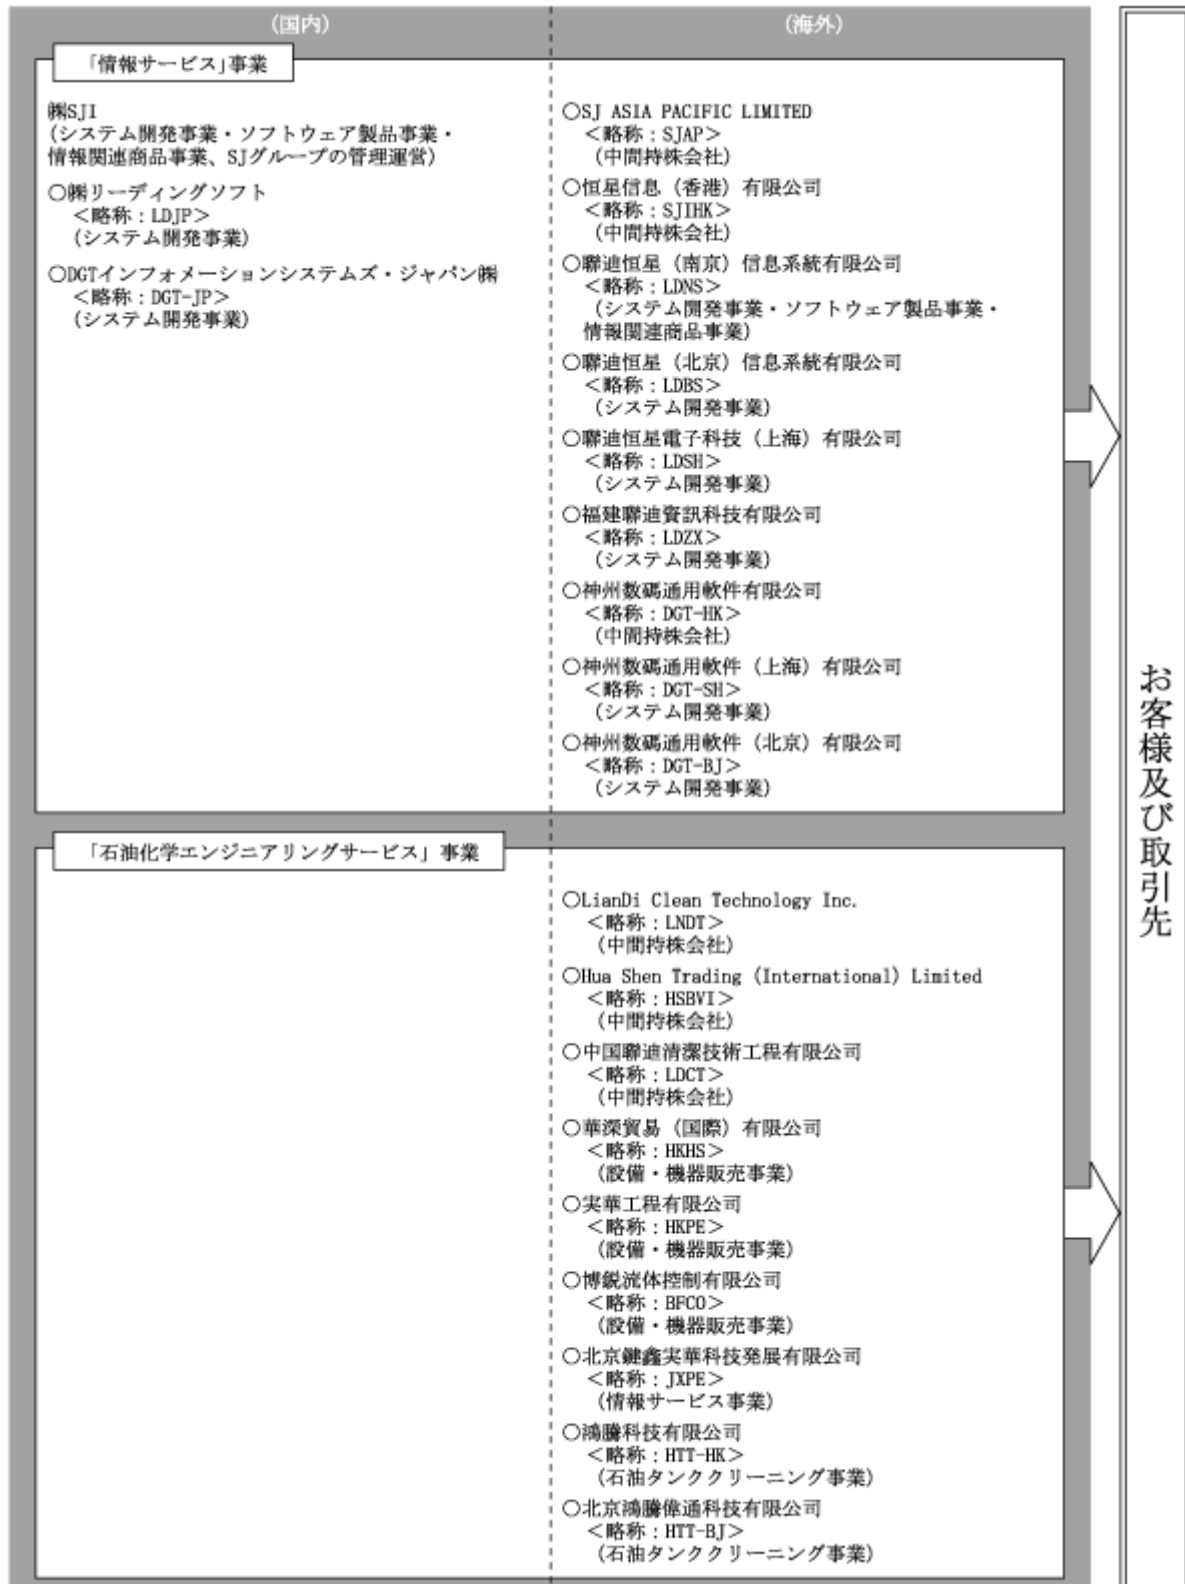 (国内)
(海外)
「情報サービス」事業
㈱SJI
(システム開発事業・ソフトウェア製品事業・
情報関連商品事業、SJグループの管理運営)
○㈱リーディングソフト
<略称:LDJP>
(システム開発事業)
○DGTインフォメーションシステムズ・ジャパン㈱
<略称:DGT-JP>
(システム開発事業)
○SJ ASIA PACIFIC LIMITED
<略称:SJAP>
(中間持株会社)
○恒星信息(香港)有限公司
<略称:SJIHK>
(中間持株会社)
○聯迪恒星(南京)信息系統有限公司
<略称:LDNS>
(システム開発事業・ソフトウェア製品事業・
情報関連商品事業)
○聯迪恒星(北京)信息系統有限公司
<略称:LDBS>
(システム開発事業)
○聯迪恒星電子科技(上海)有限公司
<略称:LDSH>
(システム開発事業)
○福建聯迪資訊科技有限公司
<略称:LDZX>
(システム開発事業)
○神州数碼通用軟件有限公司
<略称:DGT-HK>
(中間持株会社)
○神州数碼通用軟件(上海)有限公司
<略称:DGT-SH>
(システム開発事業)
○神州数碼通用軟件(北京)有限公司
<略称:DGT-BJ>
(システム開発事業)
「石油化学エンジニアリングサービス」事業
○LianDi Clean Technology Inc.
<略称:LNDT>
(中間持株会社)
○Hua Shen Trading (International) Limited
<略称:HSBVI>
(中間持株会社)
○中国聯迪清潔技術工程有限公司
<略称:LDCT>
(中間持株会社)
○華深貿易(国際)有限公司
<略称:HKHS>
(設備・機器販売事業)
○実華工程有限公司
<略称:HKPE>
(設備・機器販売事業)
○博鋭流体控制有限公司
<略称:BFCO>
(設備・機器販売事業)
○北京鍵鑫実華科技発展有限公司
<略称:JXPE>
(情報サービス事業)
○鴻騰科技有限公司
<略称:HTT-HK>
(石油タンククリーニング事業)
○北京鴻騰偉通科技有限公司
<略称:HTT-BJ>
(石油タンククリーニング事業)
お客様及び取引先